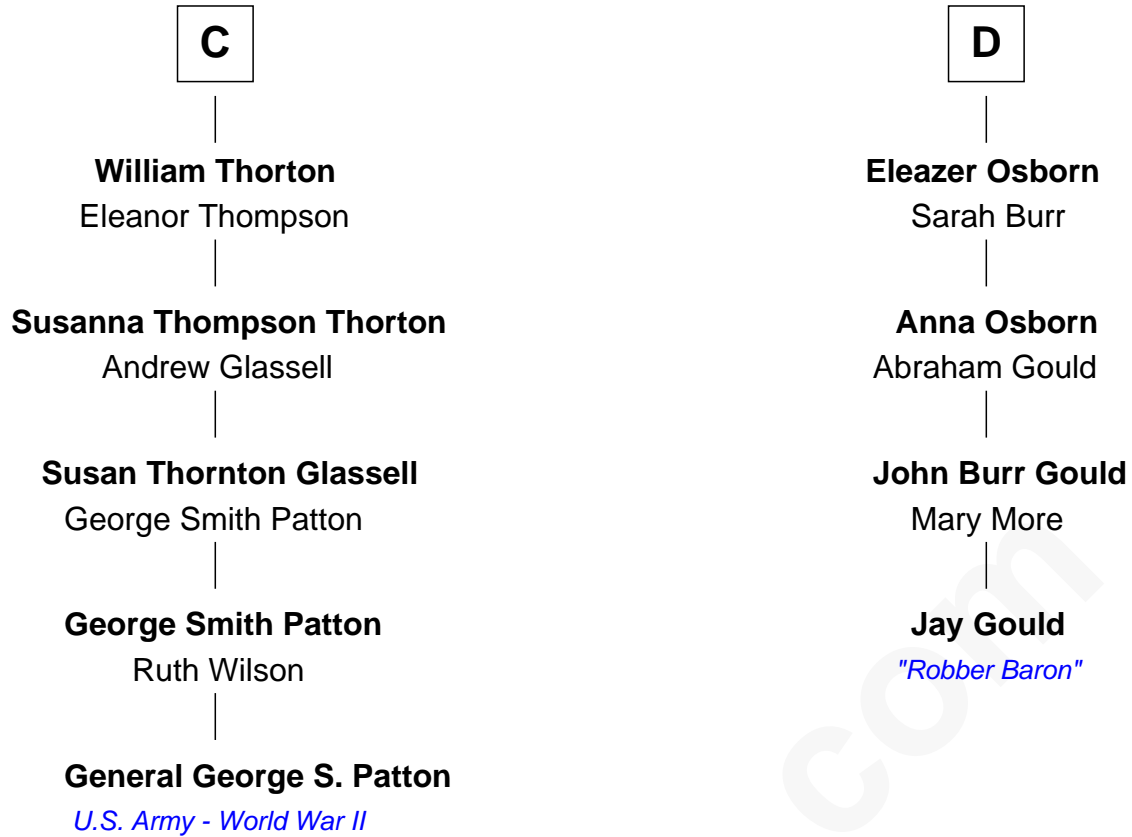 C
William Thorton
Eleanor Thompson
Susanna Thompson Thorton
Andrew Glassell
Susan Thornton Glassell
George Smith Patton
George Smith Patton
Ruth Wilson
General George S. Patton
U.S. Army - World War II
D
Eleazer Osborn
Sarah Burr
Anna Osborn
Abraham Gould
John Burr Gould
Mary More
Jay Gould
"Robber Baron"
com